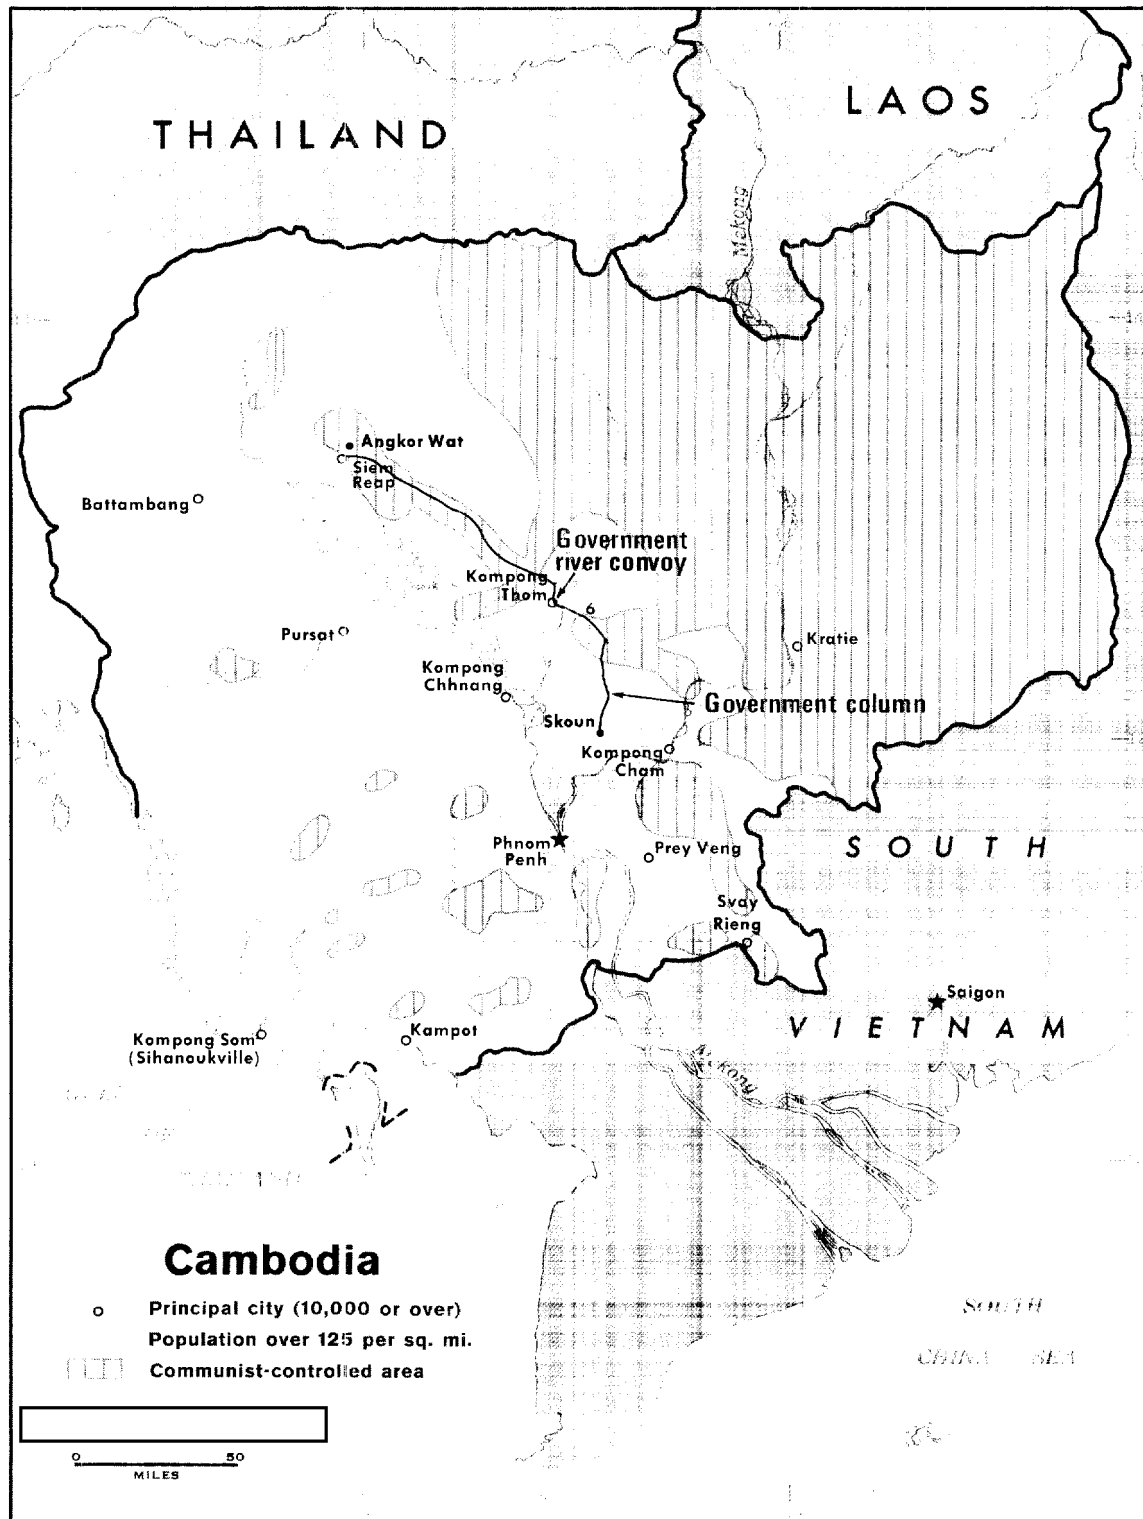 THAILAND
LAOS
Mekong
Angkor Wat
Siem
Reap
Battambang
Government
river convoy
Kompong
Thom
6
Pursat
Kratie
Kompong
Chhnang
Government column
Skoun
Kompong
Cham
Phnom
Penh
Prey Veng
SOUTH
Svay
Rieng
Saigon
VIETNAM
Kompong Som
(Sihanoukville)
Kampot
Mekong
Cambodia
Principal city (10,000 or over)
Population over 125 per sq. mi.
Communist-controlled area
SOUTH
CHINA SEA
0 50
MILES